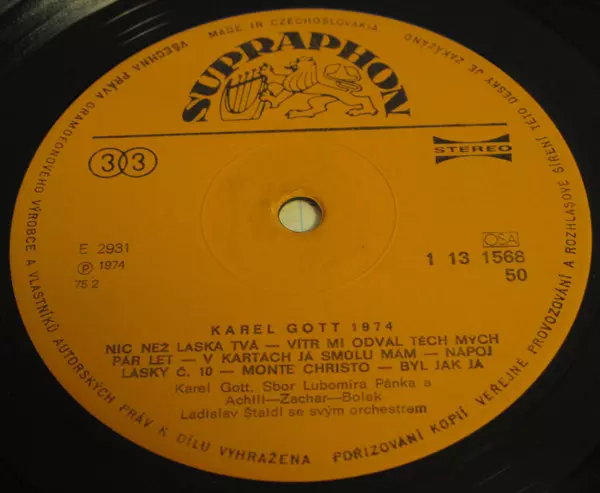 MADE IN CZECHOSLOVAKIA
SUPRAPHON
33
STEREO
E 2931
Ⓟ 1974
75 2
OSA
1 13 1568
50
KAREL GOTT 1974
NIC NEŽ LÁSKA TVÁ — VÍTR MI ODVÁL TĚCH MÝCH
PÁR LET — V KARTÁCH JÁ SMŮLU MÁM — NÁPOJ
LÁSKY Č. 10 — MONTE CHRISTO — BYL JAK JÁ
Karel Gott, Sbor Lubomíra Pánka a
Achili—Zachar—Bolek
Ladislav Štaidl se svým orchestrem
VŠECHNA PRÁVA GRAMOFONOVÉHO VÝROBCE A VLASTNÍKŮ AUTORSKÝCH PRÁV K DÍLU VYHRAŽENA
POŘIZOVÁNÍ KOPIÍ VEŘEJNÉ PROVOZOVÁNÍ A ROZHLASOVÉ ŠÍŘENÍ TÉTO DESKY JE ZAKÁZÁNO